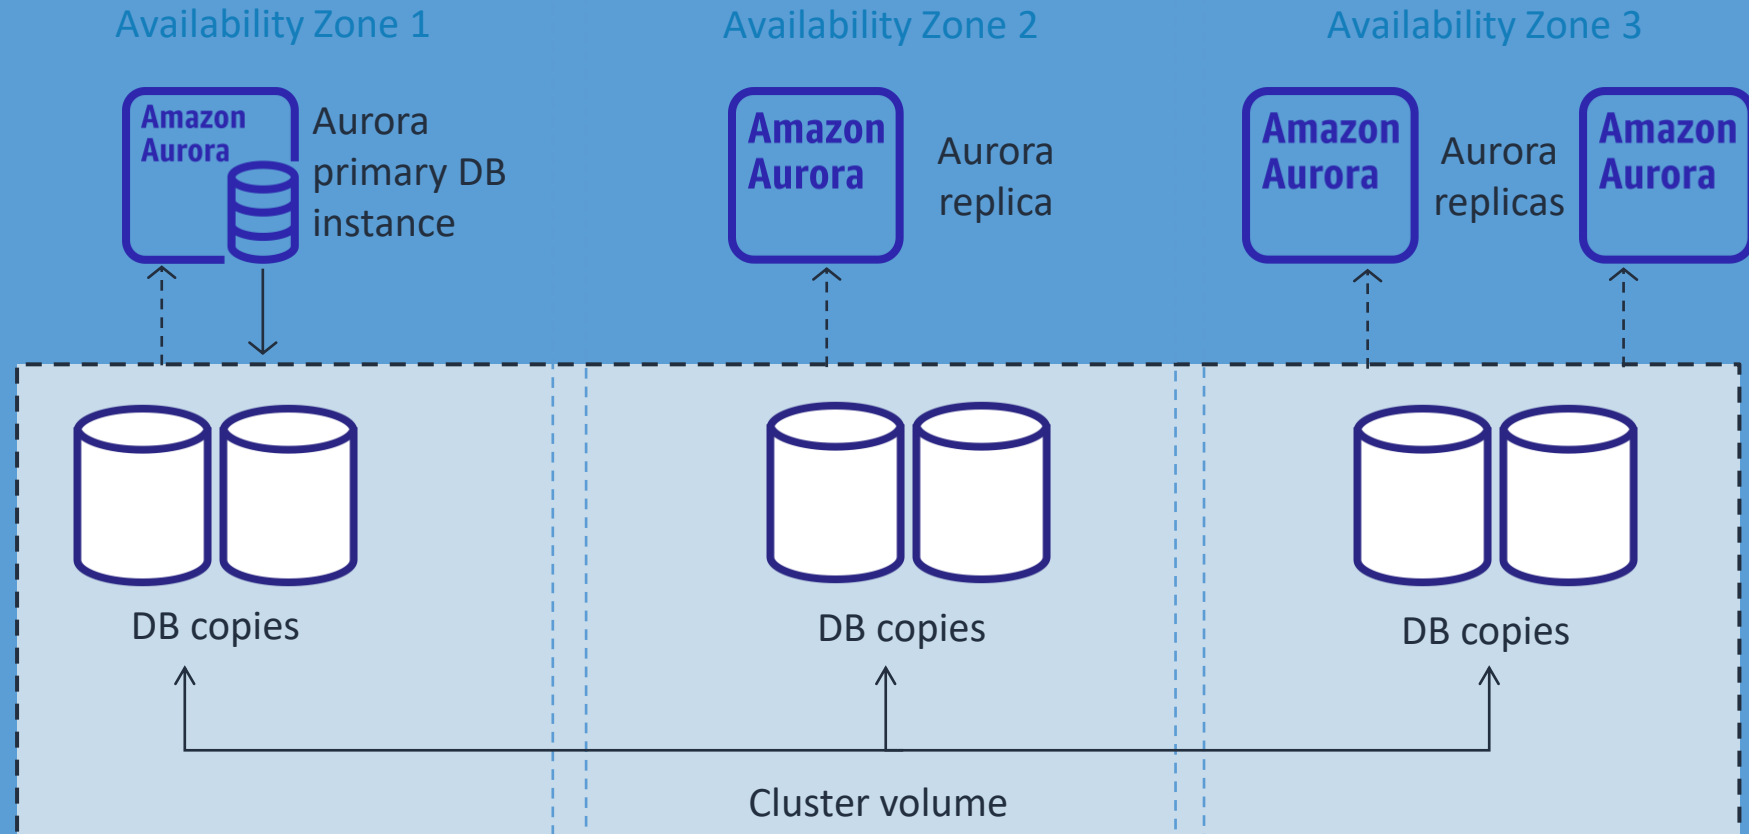 Availability Zone 1
Availability Zone 2
Availability Zone 3
Amazon
Aurora
Aurora
primary DB
instance
Amazon
Aurora
Aurora
replica
Amazon
Aurora
Aurora
replicas
Amazon
Aurora
DB copies
DB copies
DB copies
Cluster volume